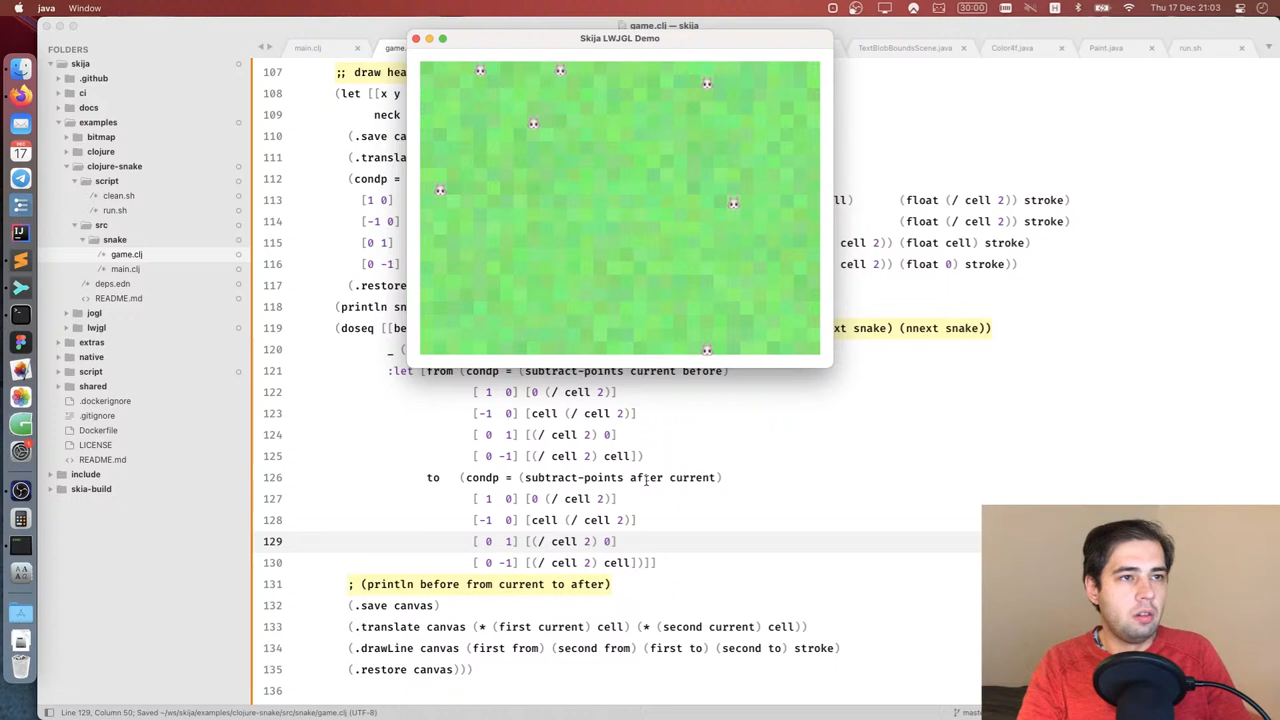 java Window Help
30:00 Thu 17 Dec 21:03
game.clj — skija
main.clj
TextBlobBoundsScene.java
Color4f.java
Paint.java
run.sh
Skija LWJGL Demo
FOLDERS
skija
.github
ci
docs
examples
bitmap
clojure
clojure-snake
script
clean.sh
run.sh
src
snake
game.clj
main.clj
deps.edn
README.md
jogl
lwjgl
extras
native
script
shared
.dockerignore
.gitignore
Dockerfile
LICENSE
README.md
include
skia-build
107 ;; draw hea
108 (let [[x y
109 neck
110 (.save ca
111 (.transla
112 (condp =
113 [1 0] (float (/ cell 2)) stroke)
114 [-1 0] (float (/ cell 2)) stroke)
115 [0 1] cell 2)) (float cell) stroke)
116 [0 -1] cell 2)) (float 0) stroke))
117 (.restore
118 (println sn
119 (doseq [[be xt snake) (nnext snake))
120 _ (
121 :let [from (condp = (subtract-points current before)
122 [ 1 0] [0 (/ cell 2)]
123 [-1 0] [cell (/ cell 2)]
124 [ 0 1] [(/ cell 2) 0]
125 [ 0 -1] [(/ cell 2) cell])
126 to (condp = (subtract-points after current)
127 [ 1 0] [0 (/ cell 2)]
128 [-1 0] [cell (/ cell 2)]
129 [ 0 1] [(/ cell 2) 0]
130 [ 0 -1] [(/ cell 2) cell])]]
131 ; (println before from current to after)
132 (.save canvas)
133 (.translate canvas (* (first current) cell) (* (second current) cell))
134 (.drawLine canvas (first from) (second from) (first to) (second to) stroke)
135 (.restore canvas)))
136
Line 129, Column 50; Saved ~/ws/skija/examples/clojure-snake/src/snake/game.clj (UTF-8)